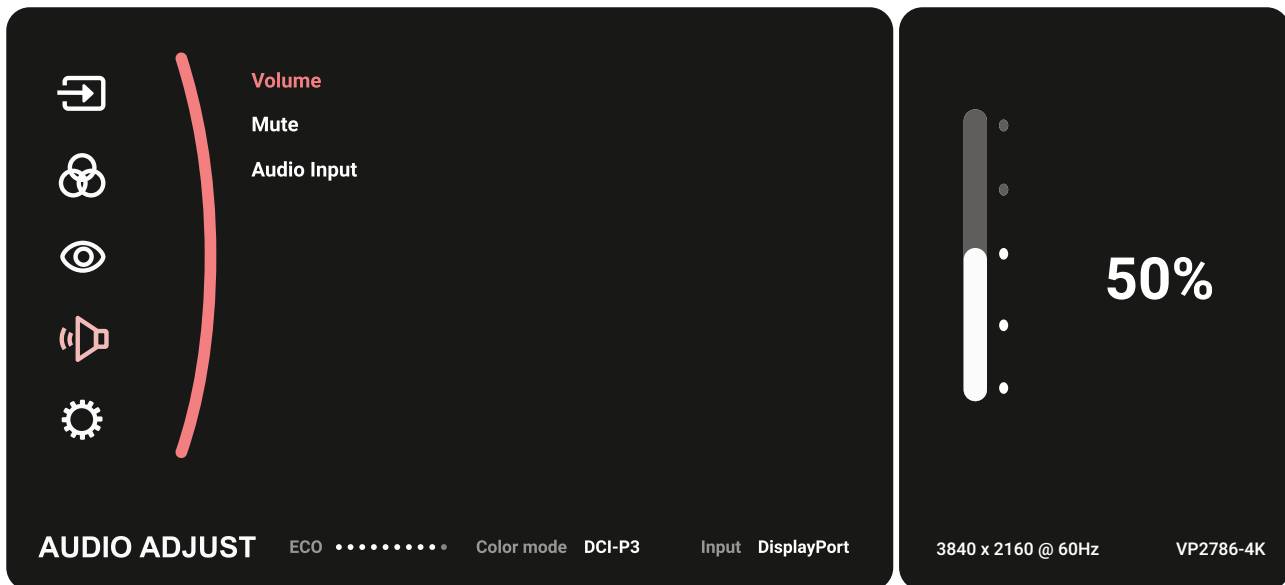 Volume
Mute
Audio Input
50%
AUDIO ADJUST ECO Color mode DCI-P3 Input DisplayPort
3840 x 2160 @ 60Hz VP2786-4K